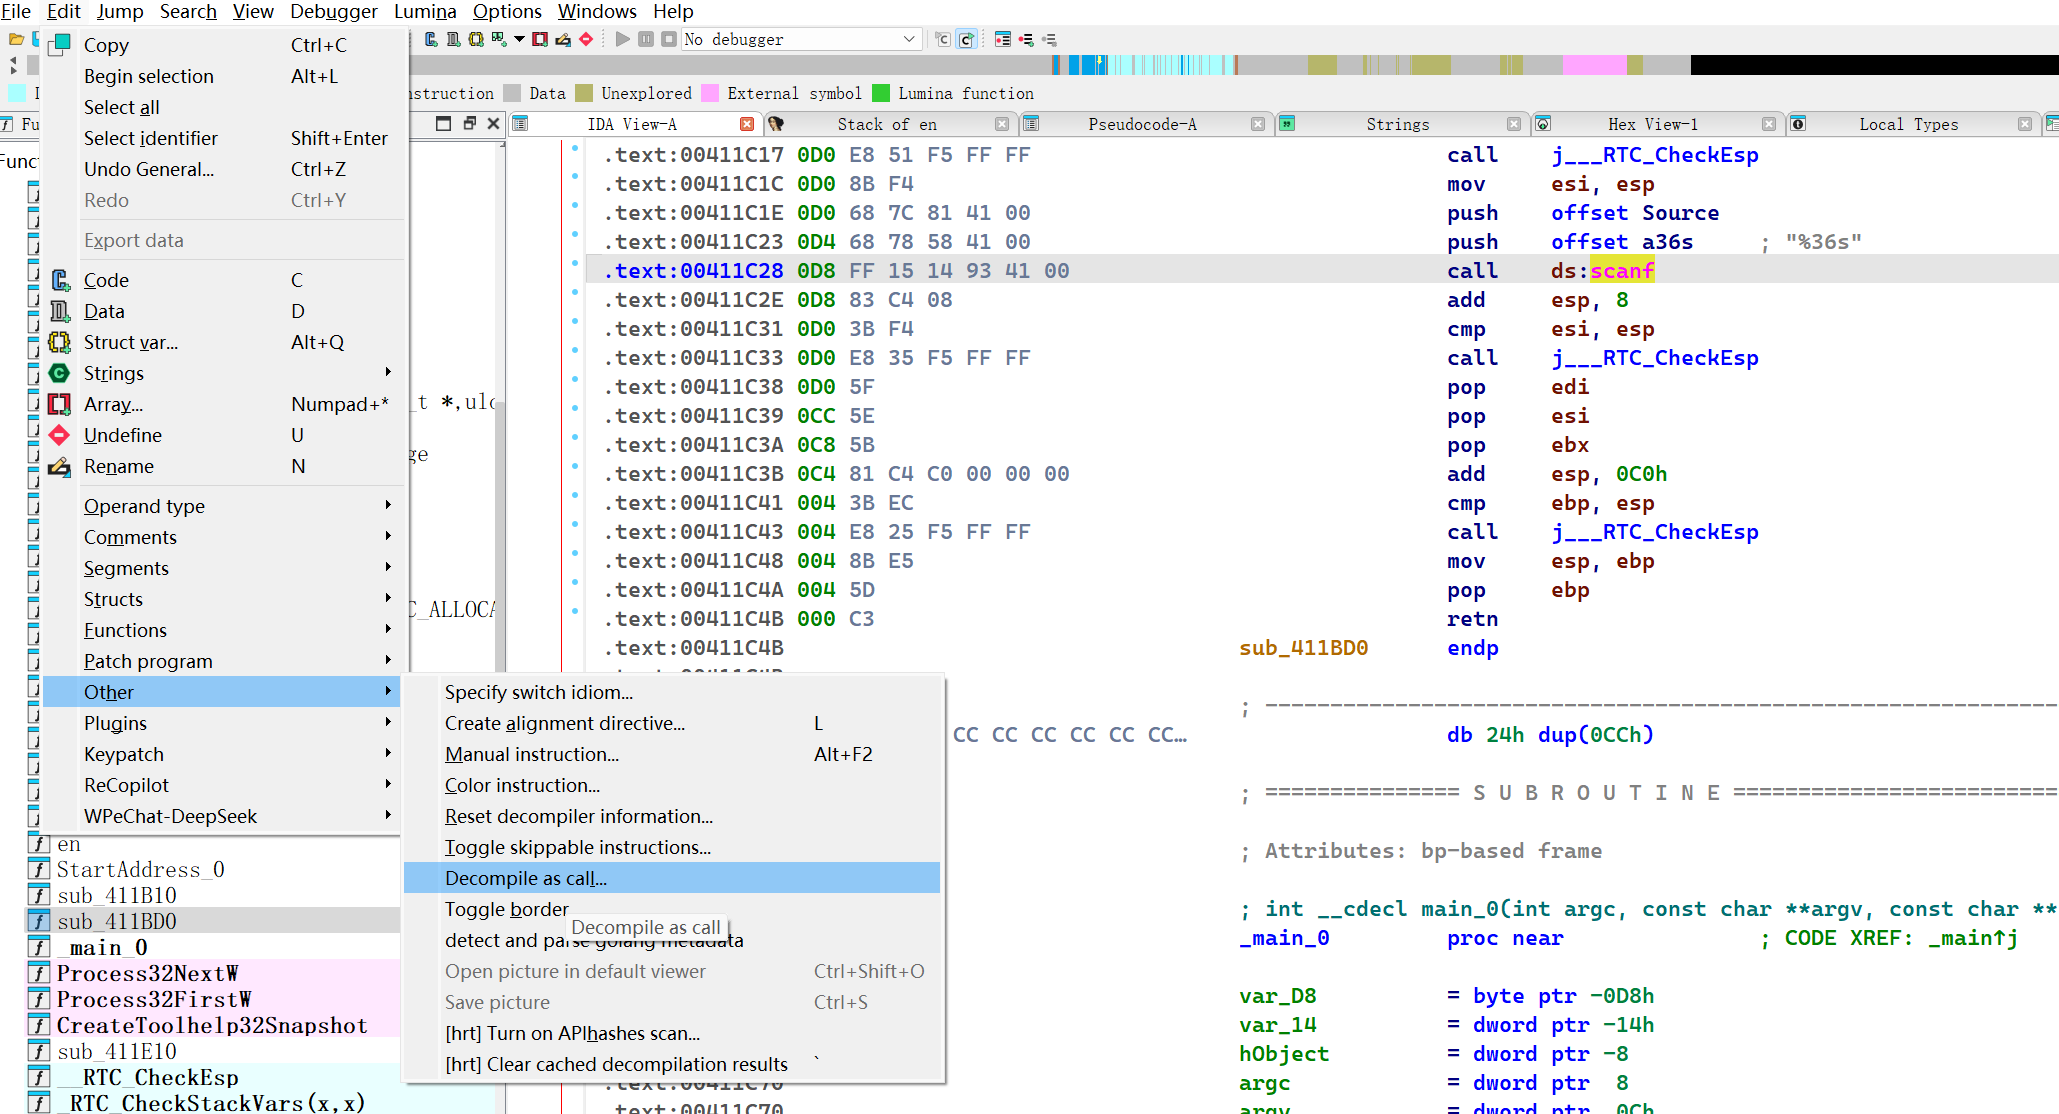 File Edit Jump Search View Debugger Lumina Options Windows Help
No debugger
struction Data Unexplored External symbol Lumina function
Fu
IDA View-A Stack of en Pseudocode-A Strings Hex View-1 Local Types
Copy Ctrl+C
Begin selection Alt+L
Select all
Select identifier Shift+Enter
Undo General... Ctrl+Z
Redo Ctrl+Y
Export data
Code C
Data D
Struct var... Alt+Q
Strings
Array... Numpad+*
Undefine U
Rename N
Operand type
Comments
Segments
Structs
Functions
Patch program
Other
Plugins
Keypatch
ReCopilot
WPeChat-DeepSeek
Specify switch idiom...
Create alignment directive... L
Manual instruction... Alt+F2
Color instruction...
Reset decompiler information...
Toggle skippable instructions...
Decompile as call...
Toggle border
Decompile as call
detect and parse golang metadata
Open picture in default viewer Ctrl+Shift+O
Save picture Ctrl+S
[hrt] Turn on APIhashes scan...
[hrt] Clear cached decompilation results `
Funct
_t *,ulo
ge
C_ALLOCA
en
StartAddress_0
sub_411B10
sub_411BD0
_main_0
Process32NextW
Process32FirstW
CreateToolhelp32Snapshot
sub_411E10
__RTC_CheckEsp
_RTC_CheckStackVars(x,x)
.text:00411C17 0D0 E8 51 F5 FF FF call j___RTC_CheckEsp
.text:00411C1C 0D0 8B F4 mov esi, esp
.text:00411C1E 0D0 68 7C 81 41 00 push offset Source
.text:00411C23 0D4 68 78 58 41 00 push offset a36s ; "%36s"
.text:00411C28 0D8 FF 15 14 93 41 00 call ds:scanf
.text:00411C2E 0D8 83 C4 08 add esp, 8
.text:00411C31 0D0 3B F4 cmp esi, esp
.text:00411C33 0D0 E8 35 F5 FF FF call j___RTC_CheckEsp
.text:00411C38 0D0 5F pop edi
.text:00411C39 0CC 5E pop esi
.text:00411C3A 0C8 5B pop ebx
.text:00411C3B 0C4 81 C4 C0 00 00 00 add esp, 0C0h
.text:00411C41 004 3B EC cmp ebp, esp
.text:00411C43 004 E8 25 F5 FF FF call j___RTC_CheckEsp
.text:00411C48 004 8B E5 mov esp, ebp
.text:00411C4A 004 5D pop ebp
.text:00411C4B 000 C3 retn
.text:00411C4B sub_411BD0 endp
; ----------------------------------------------------------------
CC CC CC CC CC CC… db 24h dup(0CCh)
; =============== S U B R O U T I N E =========================
; Attributes: bp-based frame
; int __cdecl main_0(int argc, const char **argv, const char **
_main_0 proc near ; CODE XREF: _main↑j
var_D8 = byte ptr -0D8h
var_14 = dword ptr -14h
hObject = dword ptr -8
argc = dword ptr 8
.text:00411C70
argv = dword ptr 0Ch